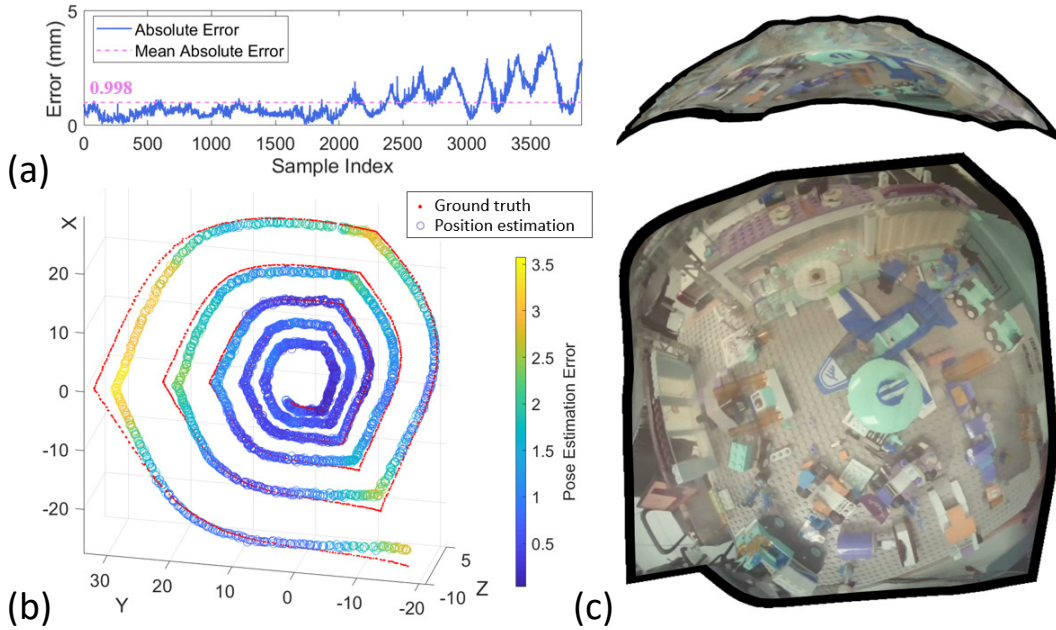 5
0
Error (mm)
Absolute Error
Mean Absolute Error
0.998
0 500 1000 1500 2000 2500 3000 3500
Sample Index
(a)
Ground truth
Position estimation
X
20
10
0
-10
-20
30 20 10 0 -10 -20
Y
5
-10
Z
3.5
3
2.5
2
1.5
1
0.5
Pose Estimation Error
(b)
(c)